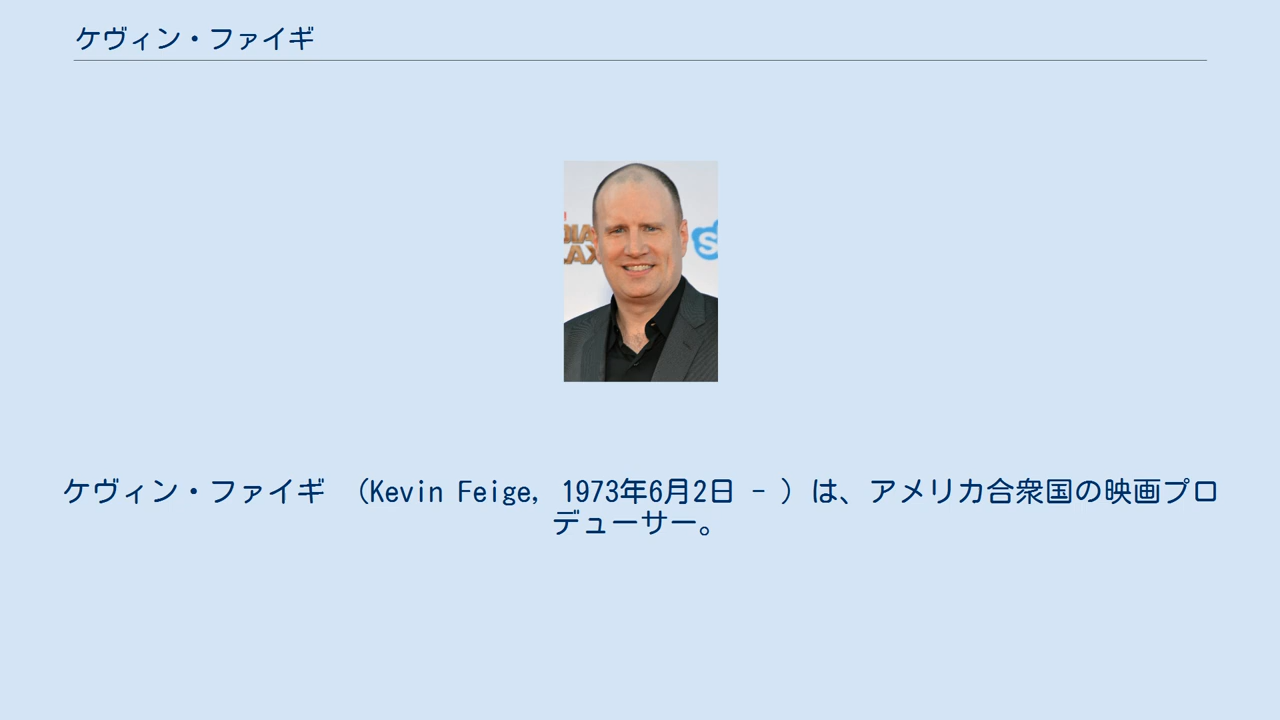 ケヴィン・ファイギ
S
ケヴィン・ファイギ （Kevin Feige, 1973年6月2日 - ）は、アメリカ合衆国の映画プロ
デューサー。